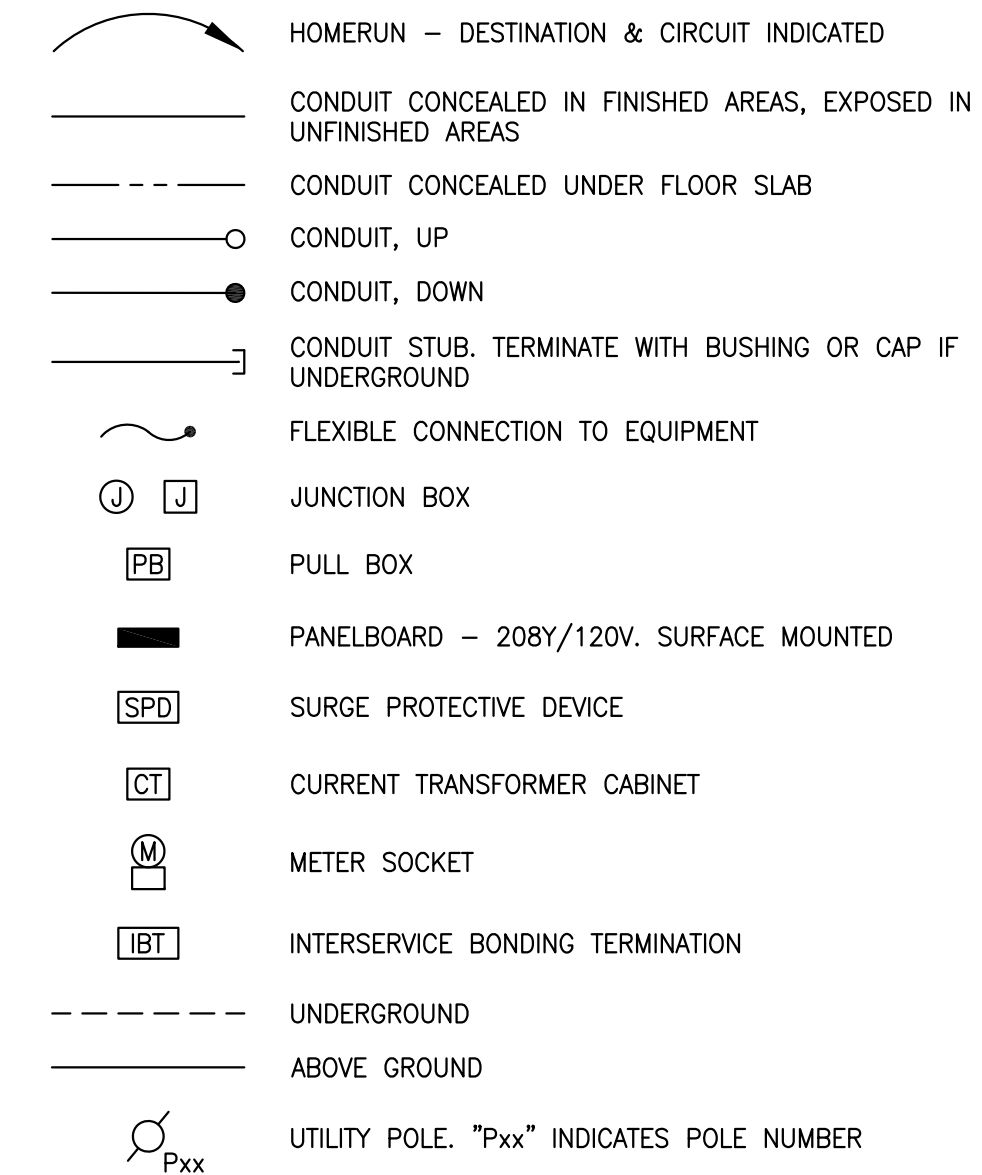 HOMERUN – DESTINATION & CIRCUIT INDICATED
CONDUIT CONCEALED IN FINISHED AREAS, EXPOSED IN
UNFINISHED AREAS
CONDUIT CONCEALED UNDER FLOOR SLAB
CONDUIT, UP
CONDUIT, DOWN
CONDUIT STUB. TERMINATE WITH BUSHING OR CAP IF
UNDERGROUND
FLEXIBLE CONNECTION TO EQUIPMENT
J J JUNCTION BOX
PB PULL BOX
PANELBOARD – 208Y/120V. SURFACE MOUNTED
SPD SURGE PROTECTIVE DEVICE
CT CURRENT TRANSFORMER CABINET
M METER SOCKET
IBT INTERSERVICE BONDING TERMINATION
UNDERGROUND
ABOVE GROUND
Pxx UTILITY POLE. "Pxx" INDICATES POLE NUMBER